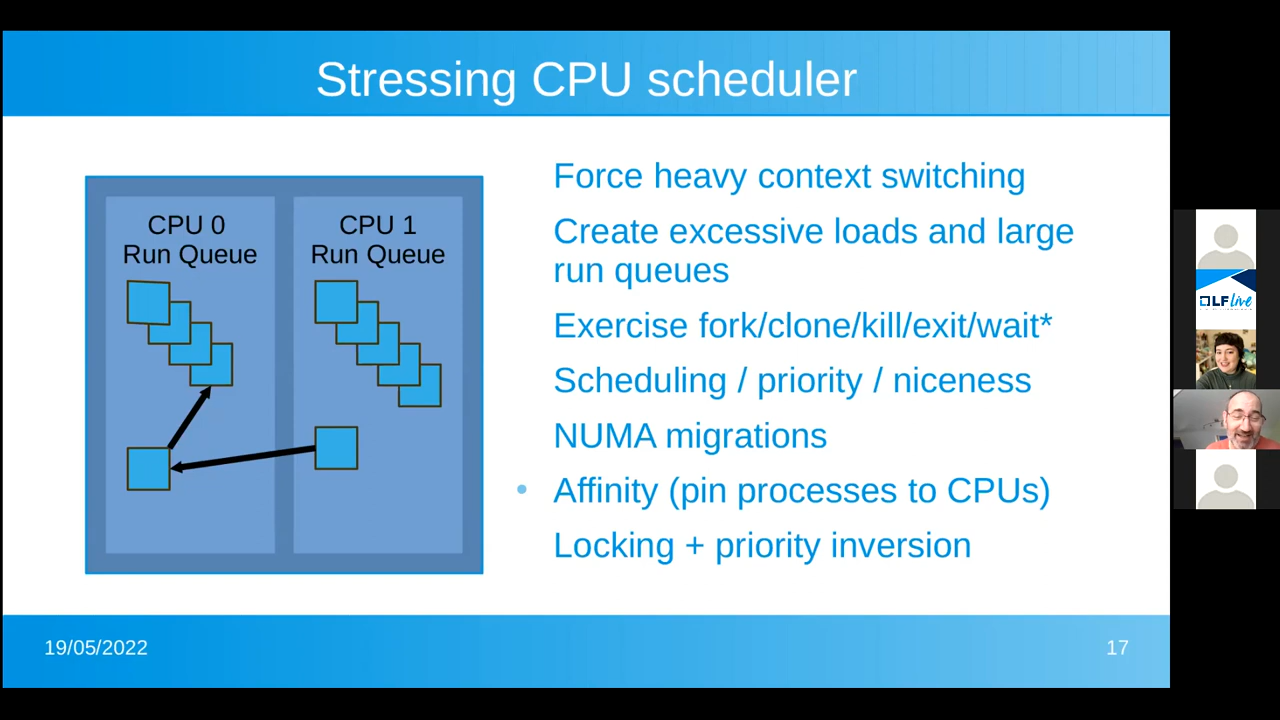 Stressing CPU scheduler
CPU 0
Run Queue
CPU 1
Run Queue
Force heavy context switching
Create excessive loads and large
run queues
Exercise fork/clone/kill/exit/wait*
Scheduling / priority / niceness
NUMA migrations
• Affinity (pin processes to CPUs)
Locking + priority inversion
LF Live
19/05/2022
17